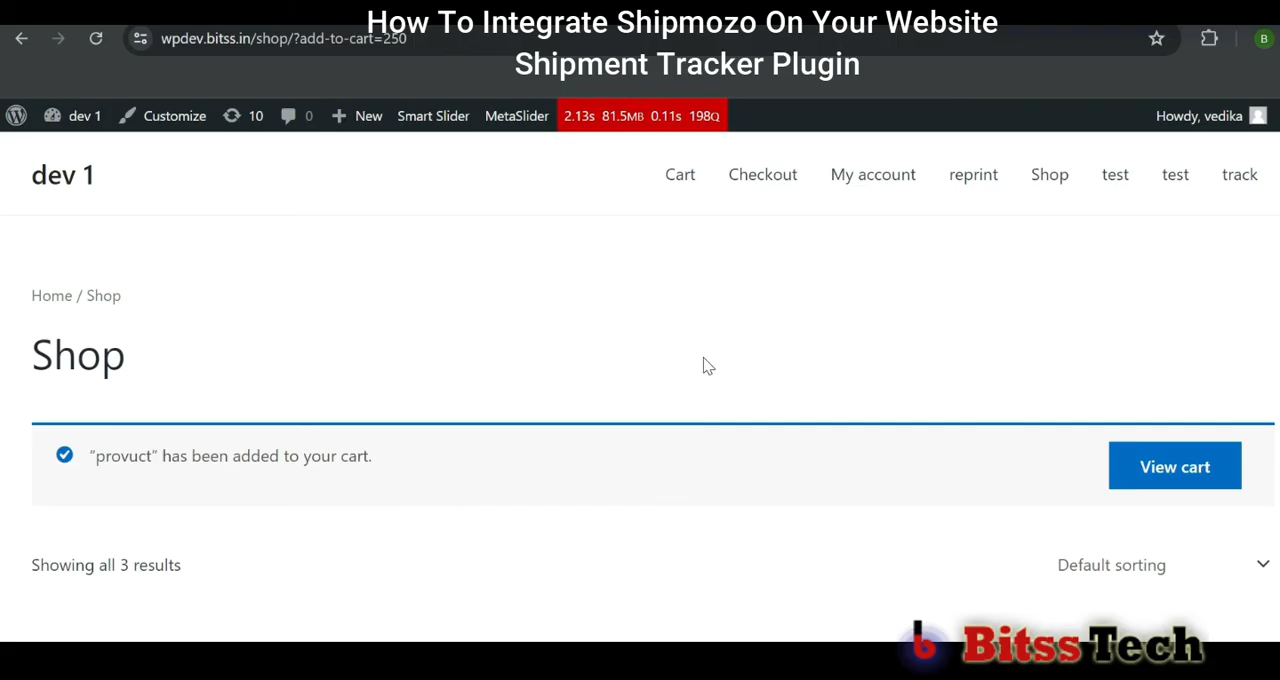 How To Integrate Shipmozo On Your Website
Shipment Tracker Plugin
wpdev.bitss.in/shop/?add-to-cart=250
B
dev 1 Customize 10 0 New Smart Slider MetaSlider 2.13s 81.5MB 0.11s 198Q Howdy, vedika
dev 1 Cart Checkout My account reprint Shop test test track
Home / Shop
Shop
“provuct” has been added to your cart. View cart
Showing all 3 results Default sorting
b Bitss Tech